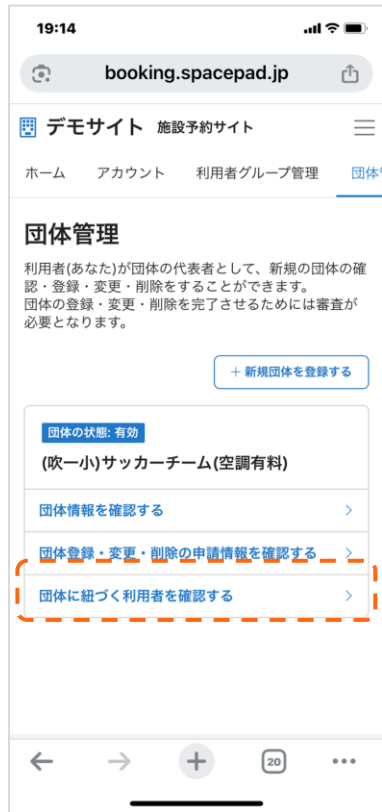 19:14
booking.spacepad.jp
デモサイト 施設予約サイト
ホーム アカウント 利用者グループ管理 団体
団体管理
利用者(あなた)が団体の代表者として、新規の団体の確
認・登録・変更・削除をすることができます。
団体の登録・変更・削除を完了させるためには審査が
必要となります。
+ 新規団体を登録する
団体の状態: 有効
(吹一小)サッカーチーム(空調有料)
団体情報を確認する
団体登録・変更・削除の申請情報を確認する
団体に紐づく利用者を確認する
20